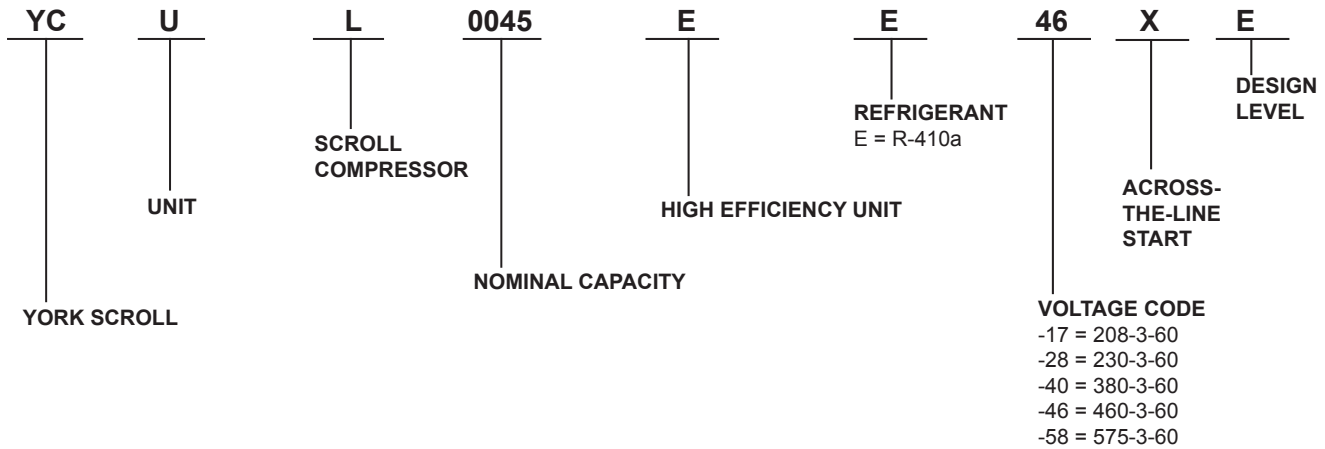 YC U L 0045 E E 46 X E
DESIGN
LEVEL
REFRIGERANT
E = R-410a
SCROLL
COMPRESSOR
ACROSS-
THE-LINE
START
UNIT
HIGH EFFICIENCY UNIT
NOMINAL CAPACITY
YORK SCROLL
VOLTAGE CODE
-17 = 208-3-60
-28 = 230-3-60
-40 = 380-3-60
-46 = 460-3-60
-58 = 575-3-60